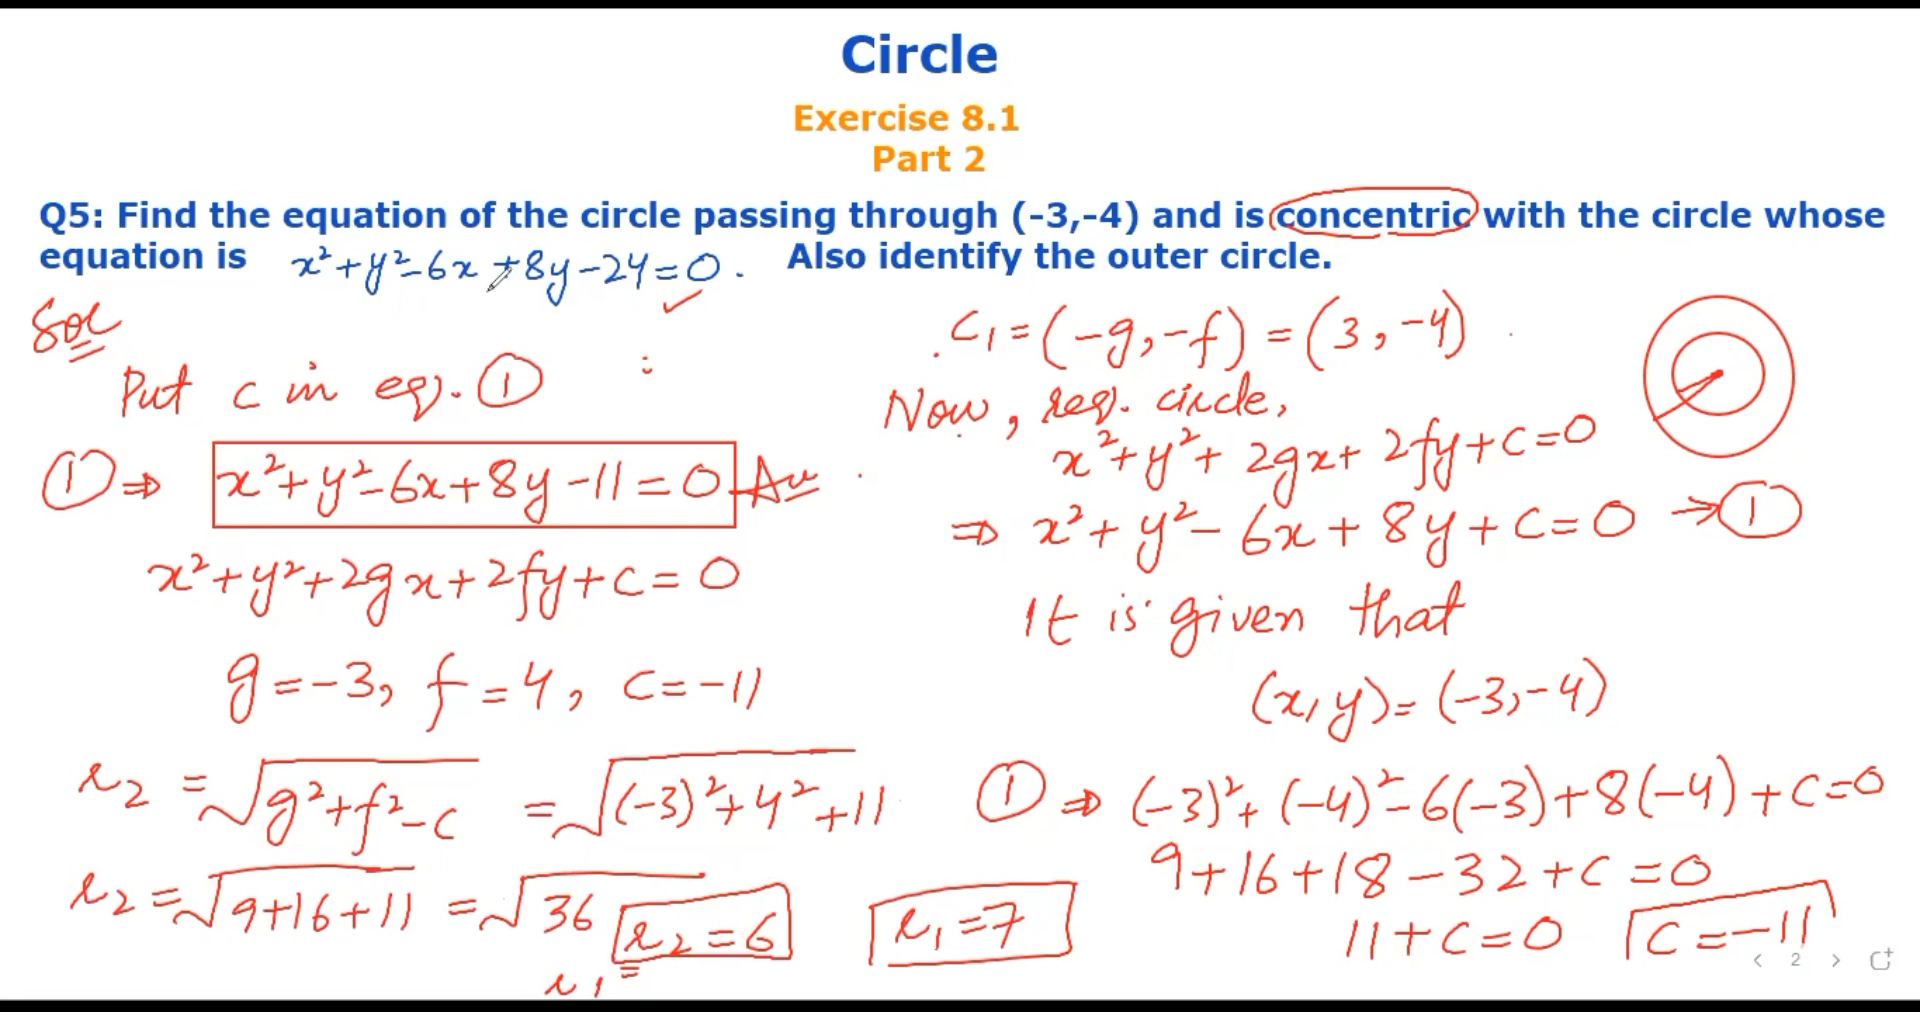 Circle
Exercise 8.1
Part 2
Q5: Find the equation of the circle passing through (-3,-4) and is concentric with the circle whose
equation is x²+y²-6x+8y-24=0. Also identify the outer circle.
Sol
Put c in eq. ①
① ⇒ x²+y²-6x+8y-11=0 An
x²+y²+2gx+2fy+c=0
g=-3, f=4, c=-11
r₂ = √(g²+f²-c) = √((-3)²+4²+11)
r₂ = √(9+16+11) = √36 r₂=6
r₁ =
r₁=7
C₁=(-g,-f)=(3,-4)
Now, req. circle,
x²+y²+2gx+2fy+c=0
⇒ x²+y²-6x+8y+c=0 → ①
It is given that
(x,y)=(-3,-4)
① ⇒ (-3)²+(-4)²-6(-3)+8(-4)+c=0
9+16+18-32+c=0
11+c=0 c=-11
< 2 >